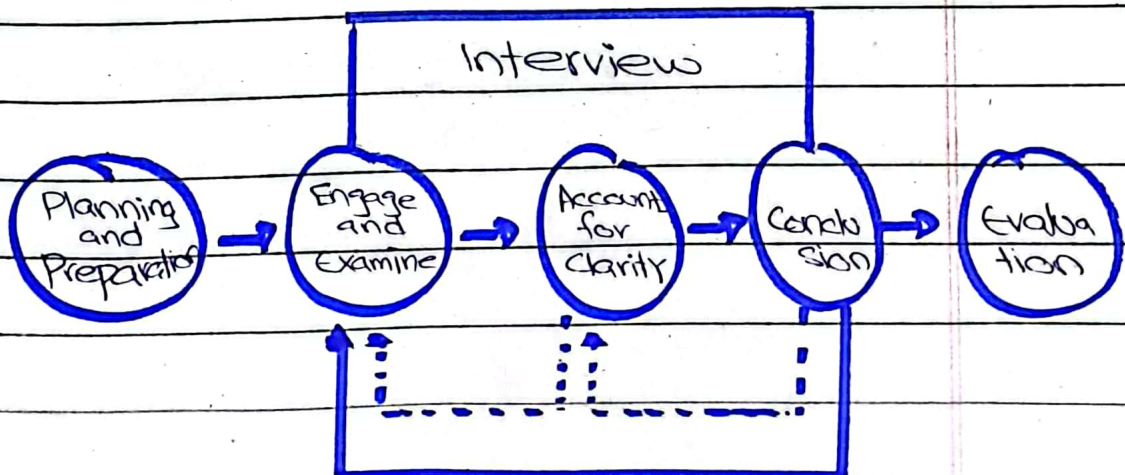 Interview
Planning
and
Preparation
Engage
and
Examine
Account
for
Clarity
Conclu
sion
Evalua
tion